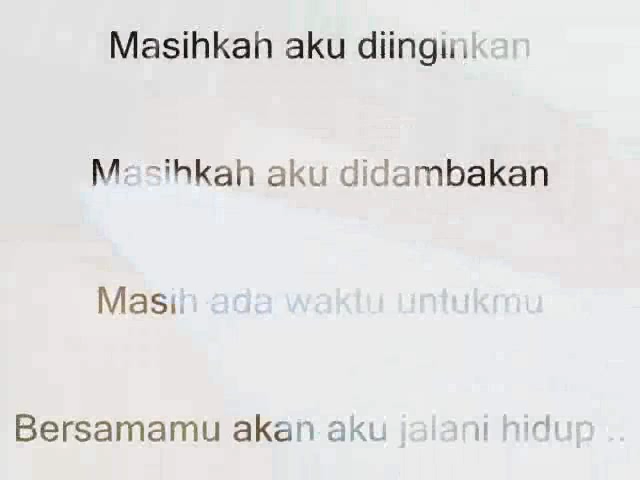 Masihkah aku diinginkan
Masihkah aku didambakan
Masih ada waktu untukmu
Bersamamu akan aku jalani hidup ..